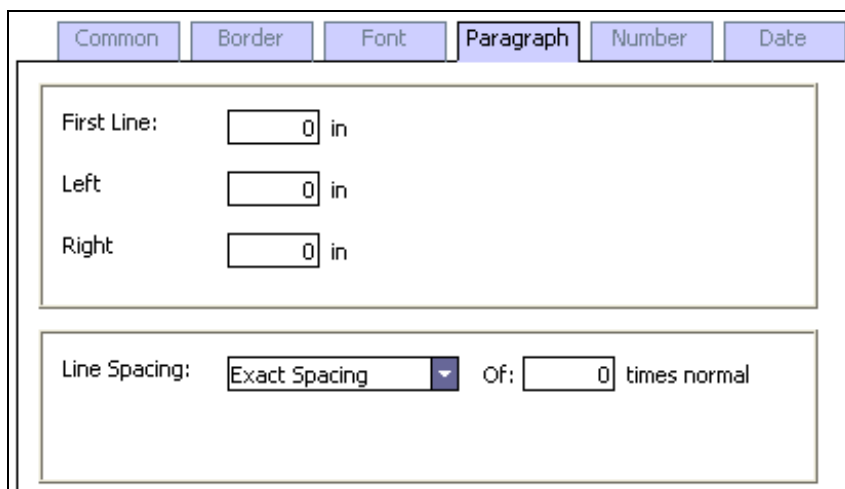 Common Border Font Paragraph Number Date
First Line: 0 in
Left 0 in
Right 0 in
Line Spacing: Exact Spacing Of: 0 times normal